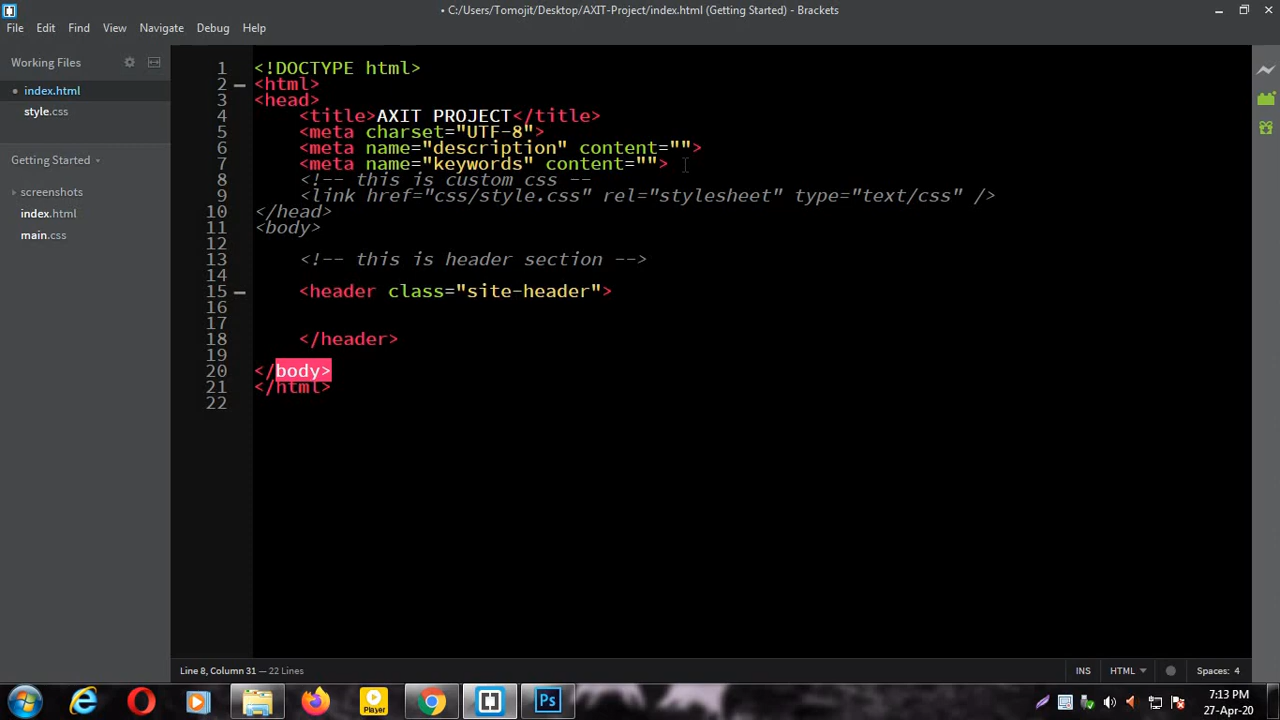 • C:/Users/Tomojit/Desktop/AXIT-Project/index.html (Getting Started) - Brackets
File Edit Find View Navigate Debug Help
Working Files
index.html
style.css
Getting Started
screenshots
index.html
main.css
1 <!DOCTYPE html>
2 <html>
3 <head>
4 <title>AXIT PROJECT</title>
5 <meta charset="UTF-8">
6 <meta name="description" content="">
7 <meta name="keywords" content="">
8 <!-- this is custom css --
9 <link href="css/style.css" rel="stylesheet" type="text/css" />
10 </head>
11 <body>
12
13 <!-- this is header section -->
14
15 <header class="site-header">
16
17
18 </header>
19
20 </body>
21 </html>
22
Line 8, Column 31 — 22 Lines
INS HTML Spaces: 4
Player
Ps
7:13 PM
27-Apr-20